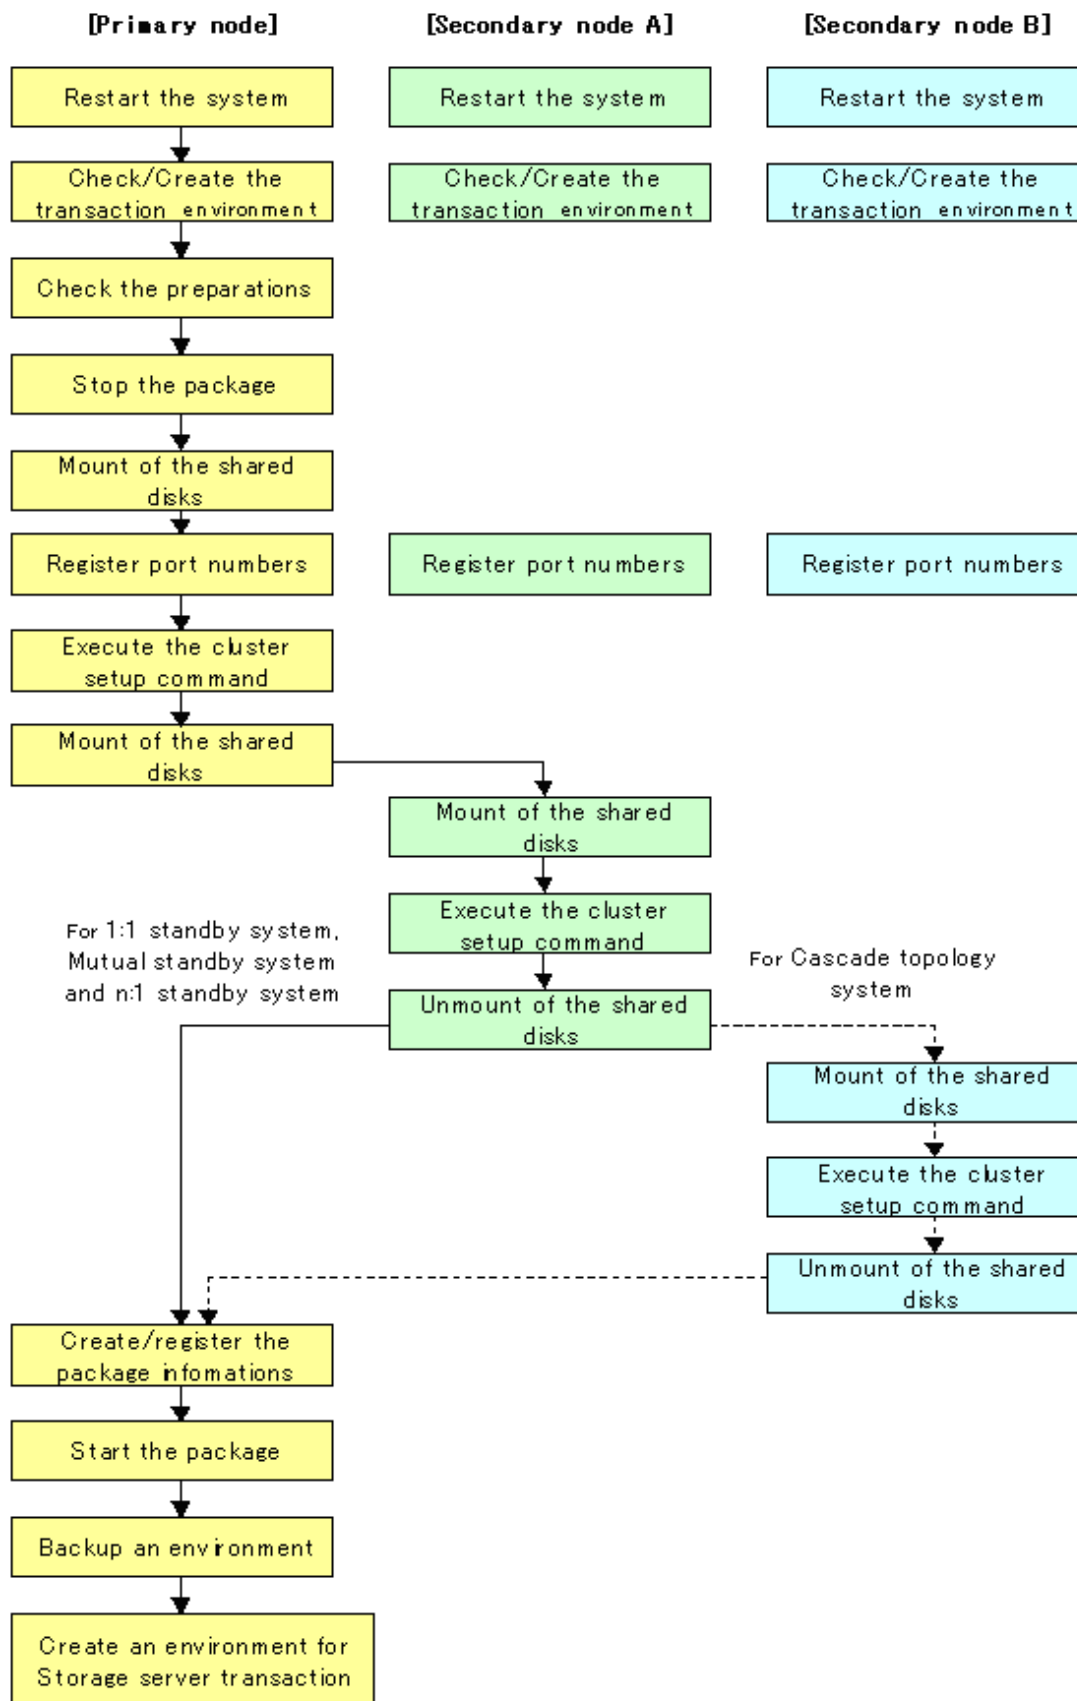 [Primary node]
[Secondary node A]
[Secondary node B]
Restart the system
Restart the system
Restart the system
Check/Create the
transaction environment
Check/Create the
transaction environment
Check/Create the
transaction environment
Check the preparations
Stop the package
Mount of the shared
disks
Register port numbers
Register port numbers
Register port numbers
Execute the cluster
setup command
Mount of the shared
disks
Mount of the shared
disks
Execute the cluster
setup command
For 1:1 standby system,
Mutual standby system
and n:1 standby system
For Cascade topology
system
Unmount of the shared
disks
Mount of the shared
disks
Execute the cluster
setup command
Unmount of the shared
disks
Create/register the
package infomations
Start the package
Backup an environment
Create an environment for
Storage server transaction